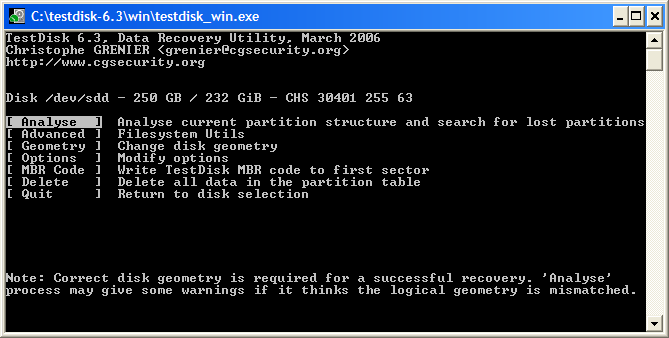 C:\testdisk-6.3\win\testdisk_win.exe
TestDisk 6.3, Data Recovery Utility, March 2006
Christophe GRENIER <grenier@cgsecurity.org>
http://www.cgsecurity.org
Disk /dev/sdd - 250 GB / 232 GiB - CHS 30401 255 63
[ Analyse  ]  Analyse current partition structure and search for lost partitions
[ Advanced ]  Filesystem Utils
[ Geometry ]  Change disk geometry
[ Options  ]  Modify options
[ MBR Code ]  Write TestDisk MBR code to first sector
[ Delete   ]  Delete all data in the partition table
[ Quit     ]  Return to disk selection
Note: Correct disk geometry is required for a successful recovery. 'Analyse'
process may give some warnings if it thinks the logical geometry is mismatched.